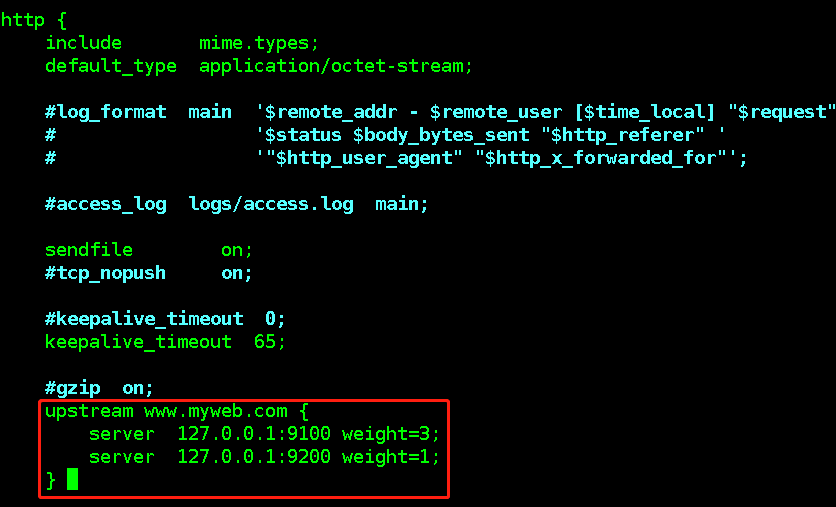 http {
    include       mime.types;
    default_type  application/octet-stream;

    #log_format  main  '$remote_addr - $remote_user [$time_local] "$request"
    #                  '$status $body_bytes_sent "$http_referer" '
    #                  '"$http_user_agent" "$http_x_forwarded_for"';

    #access_log  logs/access.log  main;

    sendfile        on;
    #tcp_nopush     on;

    #keepalive_timeout  0;
    keepalive_timeout  65;

    #gzip  on;
    upstream www.myweb.com {
        server  127.0.0.1:9100 weight=3;
        server  127.0.0.1:9200 weight=1;
    }